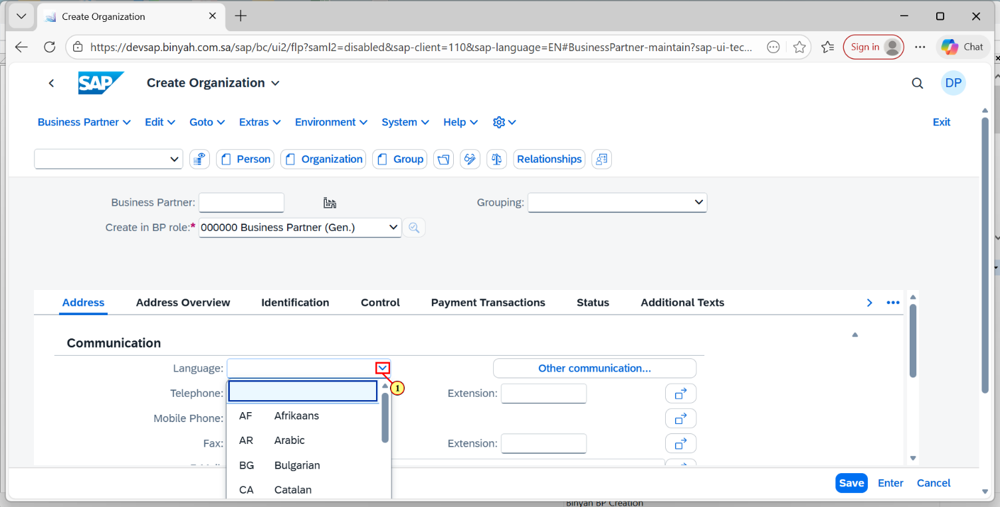 Create Organization
https://devsap.binyah.com.sa/sap/bc/ui2/flp?saml2=disabled&sap-client=110&sap-language=EN#BusinessPartner-maintain?sap-ui-tec...
Sign in
Chat
SAP
Create Organization
DP
Business Partner
Edit
Goto
Extras
Environment
System
Help
Exit
Person
Organization
Group
Relationships
Business Partner:
Grouping:
Create in BP role:*
000000 Business Partner (Gen.)
Address
Address Overview
Identification
Control
Payment Transactions
Status
Additional Texts
Communication
Language:
Other communication...
1
Telephone:
Extension:
AF Afrikaans
Mobile Phone:
AR Arabic
Fax:
Extension:
BG Bulgarian
CA Catalan
Save
Enter
Cancel
Binyah BP Creation